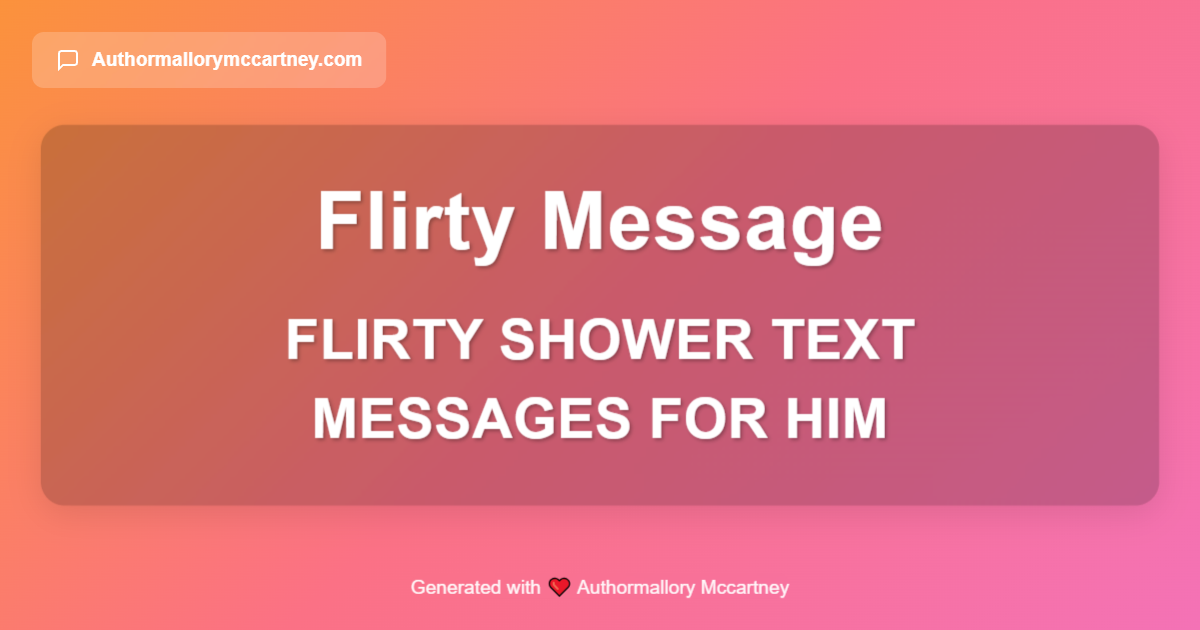 Authormallorymccartney.com
Flirty Message
FLIRTY SHOWER TEXT
MESSAGES FOR HIM
Generated with ❤️ Authormallory Mccartney